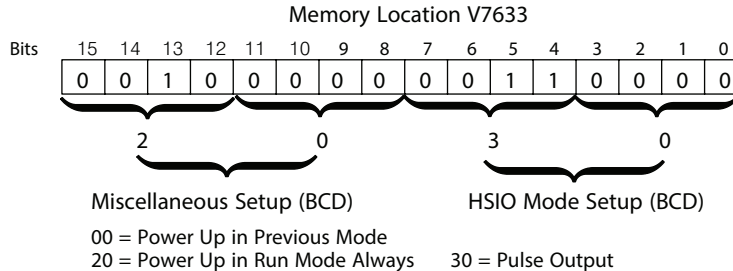 Memory Location V7633
Bits 15 14 13 12 11 10 9 8 7 6 5 4 3 2 1 0
0 0 1 0 0 0 0 0 0 0 1 1 0 0 0 0
2 0 3 0
Miscellaneous Setup (BCD) HSIO Mode Setup (BCD)
00 = Power Up in Previous Mode
20 = Power Up in Run Mode Always 30 = Pulse Output